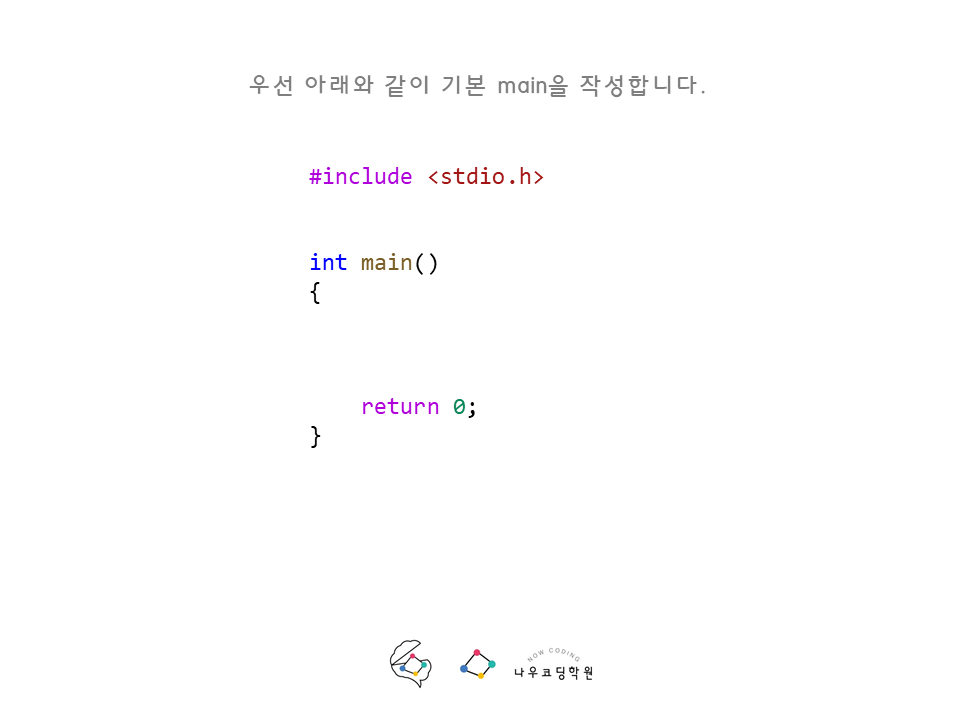 우선 아래와 같이 기본 main을 작성합니다.
#include <stdio.h>
int main()
{
    return 0;
}
NOW CODING
나우코딩학원